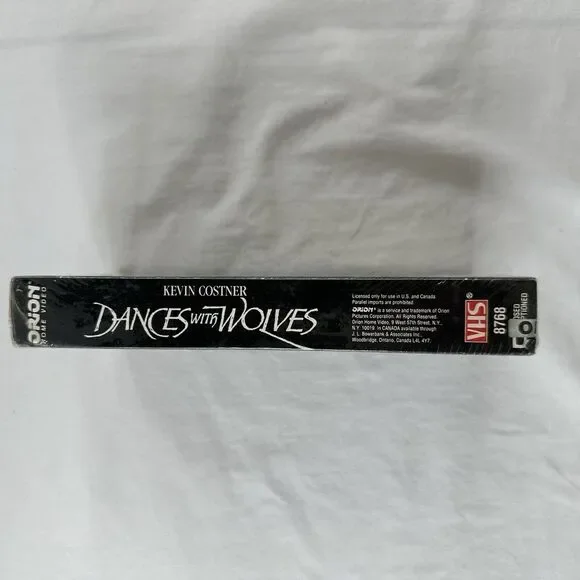 ORION
HOME VIDEO
KEVIN COSTNER
DANCES WITH WOLVES
Licensed only for use in U.S. and Canada
Parallel imports are prohibited.
ORION® is a service and trademark of Orion
Pictures Corporation. All Rights Reserved.
Orion Home Video, 9 West 57th Street, N.Y.,
N.Y. 10019. In CANADA available through
J. L. Bowerbank & Associates Inc.
Woodbridge, Ontario, Canada L4L 4Y7.
VHS®
8768